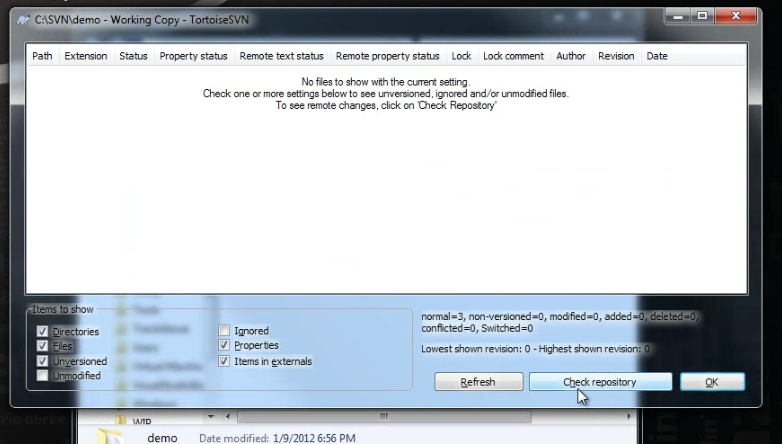 C:\SVN\demo - Working Copy - TortoiseSVN
Path Extension Status Property status Remote text status Remote property status Lock Lock comment Author Revision Date
No files to show with the current setting.
Check one or more settings below to see unversioned, ignored and/or unmodified files.
To see remote changes, click on 'Check Repository'
Items to show
Directories
Files
Unversioned
Unmodified
Ignored
Properties
Items in externals
normal=3, non-versioned=0, modified=0, added=0, deleted=0,
conflicted=0, Switched=0
Lowest shown revision: 0 - Highest shown revision: 0
Refresh Check repository OK
WIP
demo Date modified: 1/9/2012 6:56 PM